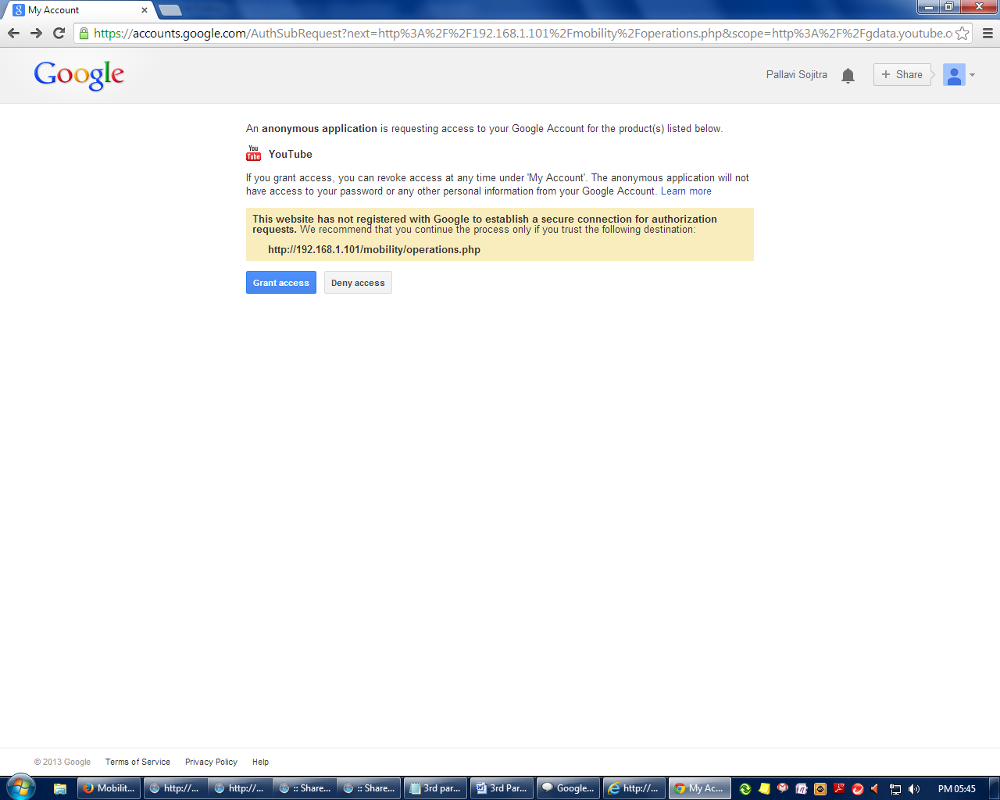 My Account
https://accounts.google.com/AuthSubRequest?next=http%3A%2F%2F192.168.1.101%2Fmobility%2Foperations.php&scope=http%3A%2F%2Fgdata.youtube.co
Google
Pallavi Sojitra
+ Share
An anonymous application is requesting access to your Google Account for the product(s) listed below.
You Tube YouTube
If you grant access, you can revoke access at any time under 'My Account'. The anonymous application will not
have access to your password or any other personal information from your Google Account. Learn more
This website has not registered with Google to establish a secure connection for authorization
requests. We recommend that you continue the process only if you trust the following destination:
http://192.168.1.101/mobility/operations.php
Grant access Deny access
© 2013 Google Terms of Service Privacy Policy Help
Mobilit... http://... http://... :: Share... :: Share... 3rd par... 3rd Par... Google... http://... My Ac... PM 05:45